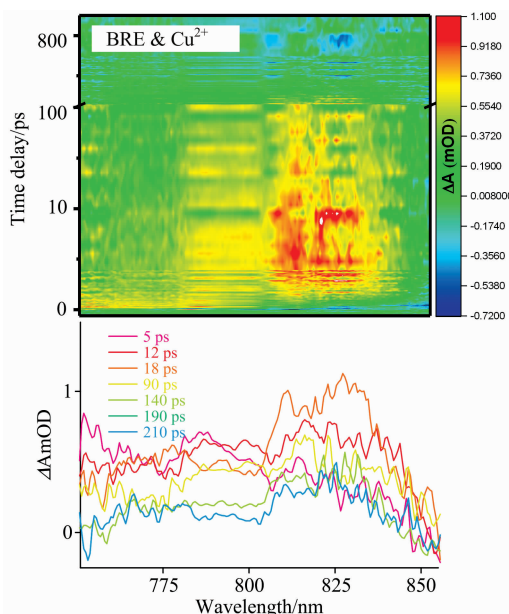 BRE & Cu²⁺
800
100
10
0
Time delay/ps
1.100
0.9180
0.7360
0.5540
0.3720
0.1900
0.008000
-0.1740
-0.3560
-0.5380
-0.7200
ΔA (mOD)
5 ps
12 ps
18 ps
90 ps
140 ps
190 ps
210 ps
1
0
ΔAmOD
775
800
825
850
Wavelength/nm